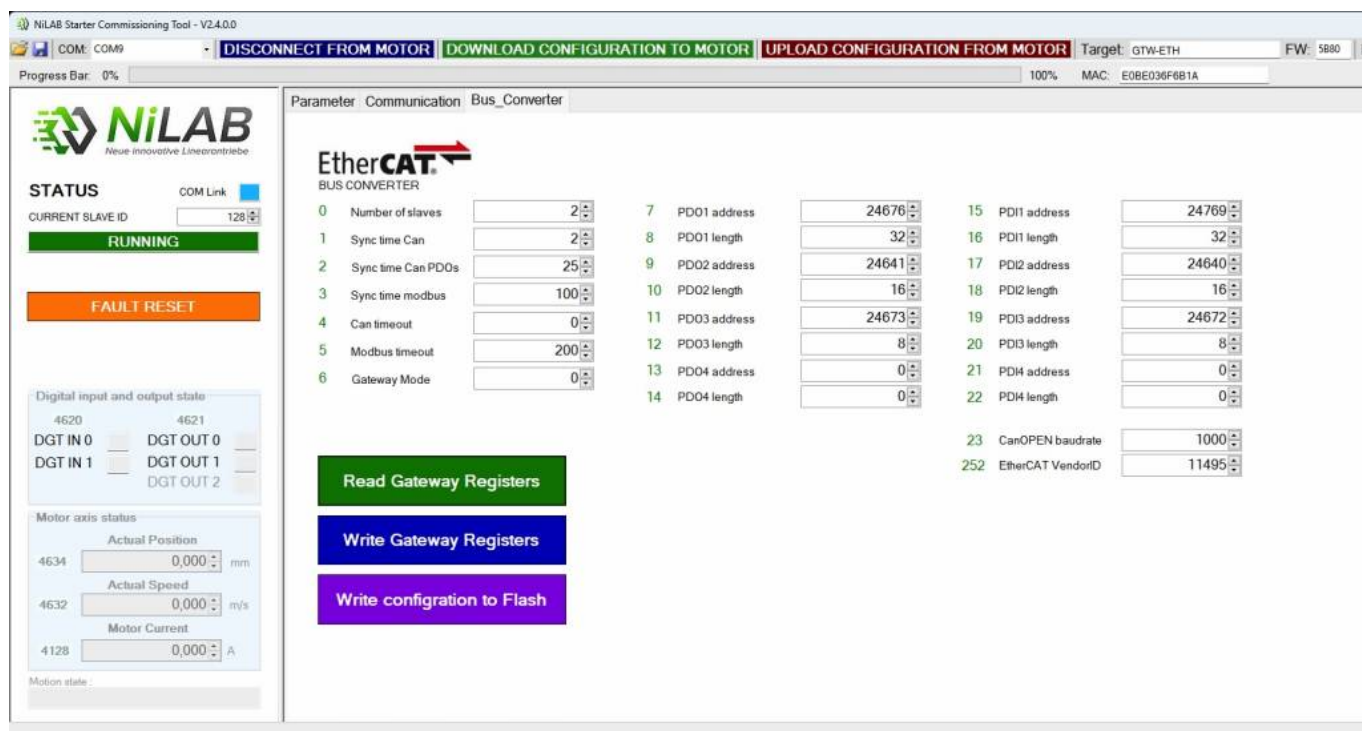 NiLAB Starter Commissioning Tool - V2.4.0.0
COM: COM9 DISCONNECT FROM MOTOR DOWNLOAD CONFIGURATION TO MOTOR UPLOAD CONFIGURATION FROM MOTOR Target: GTW-ETH FW: 5B80
Progress Bar: 0% 100% MAC: E0BE036F6B1A
Parameter Communication Bus_Converter
NiLAB
Neue innovative Linearantriebe
STATUS COM Link
CURRENT SLAVE ID 128
RUNNING
FAULT RESET
Digital input and output state
4620 4621
DGT IN 0 DGT OUT 0
DGT IN 1 DGT OUT 1
DGT OUT 2
Motor axis status
Actual Position
4634 0,000 mm
Actual Speed
4632 0,000 m/s
Motor Current
4128 0,000 A
Motion state :
EtherCAT®
BUS CONVERTER
0 Number of slaves 2
1 Sync time Can 2
2 Sync time Can PDOs 25
3 Sync time modbus 100
4 Can timeout 0
5 Modbus timeout 200
6 Gateway Mode 0
7 PDO1 address 24676
8 PDO1 length 32
9 PDO2 address 24641
10 PDO2 length 16
11 PDO3 address 24673
12 PDO3 length 8
13 PDO4 address 0
14 PDO4 length 0
15 PDI1 address 24769
16 PDI1 length 32
17 PDI2 address 24640
18 PDI2 length 16
19 PDI3 address 24672
20 PDI3 length 8
21 PDI4 address 0
22 PDI4 length 0
23 CanOPEN baudrate 1000
252 EtherCAT VendorID 11495
Read Gateway Registers
Write Gateway Registers
Write configration to Flash